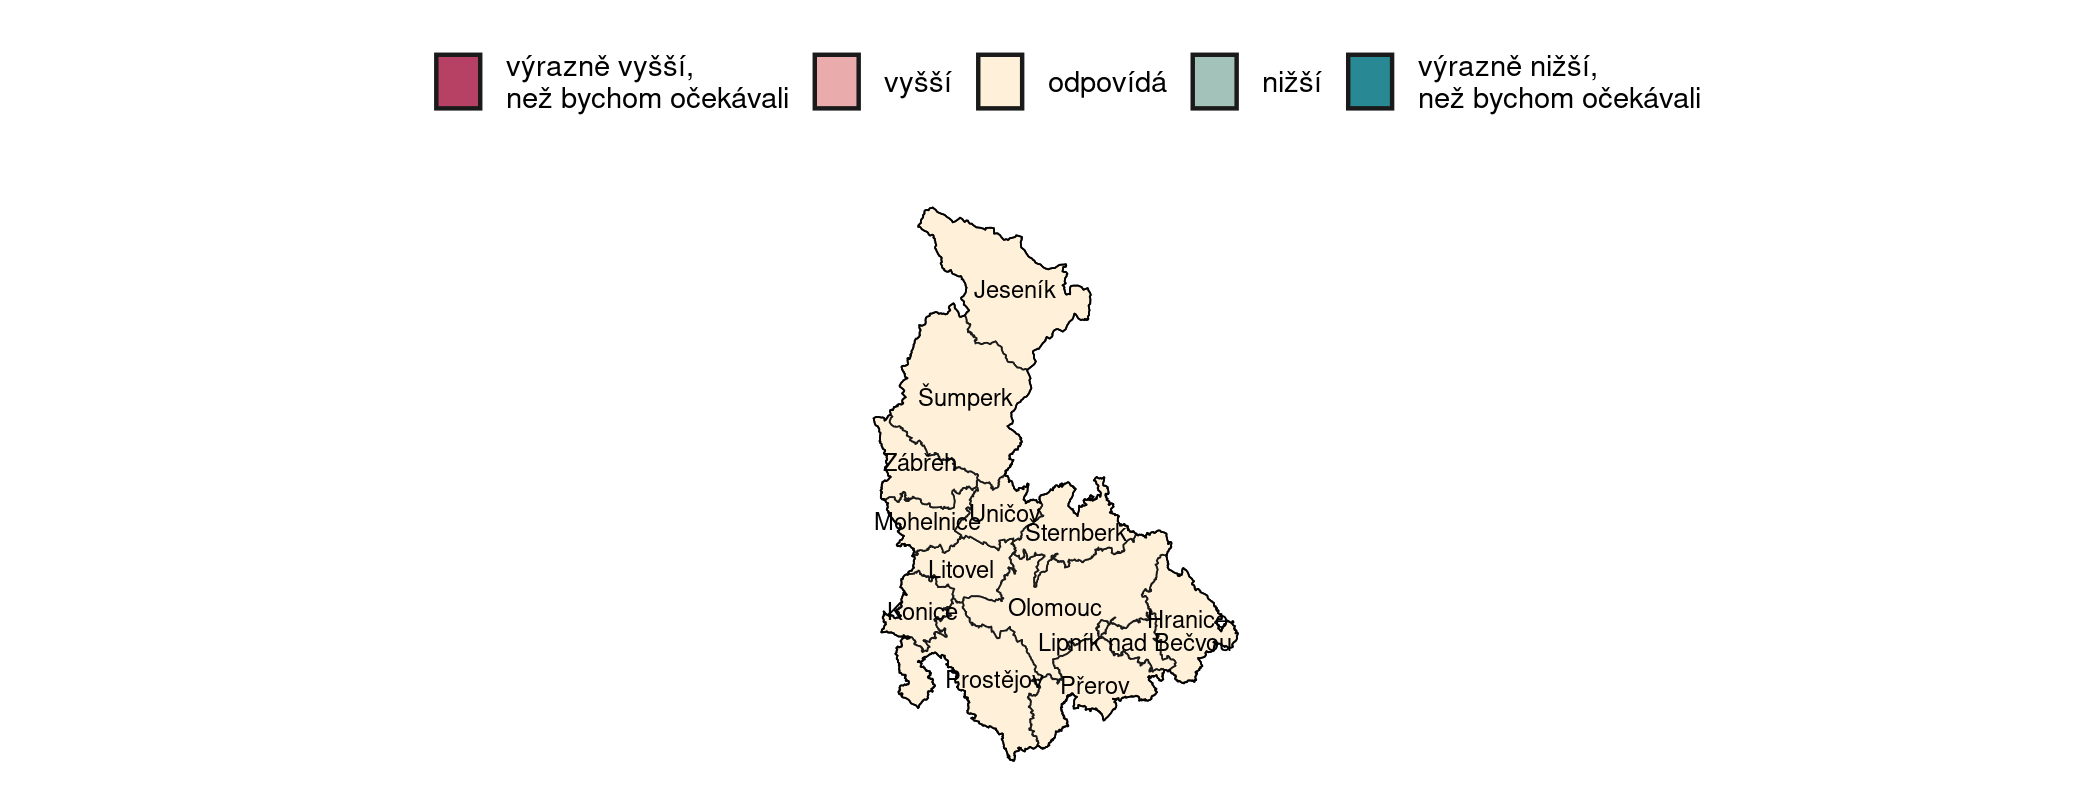 výrazně vyšší,
než bychom očekávali
vyšší
odpovídá
nižší
výrazně nižší,
než bychom očekávali
Jeseník
Šumperk
Zábřeh
Mohelnice
Uničov
Šternberk
Litovel
Konice
Olomouc
Hranice
Lipník nad Bečvou
Prostějov
Přerov